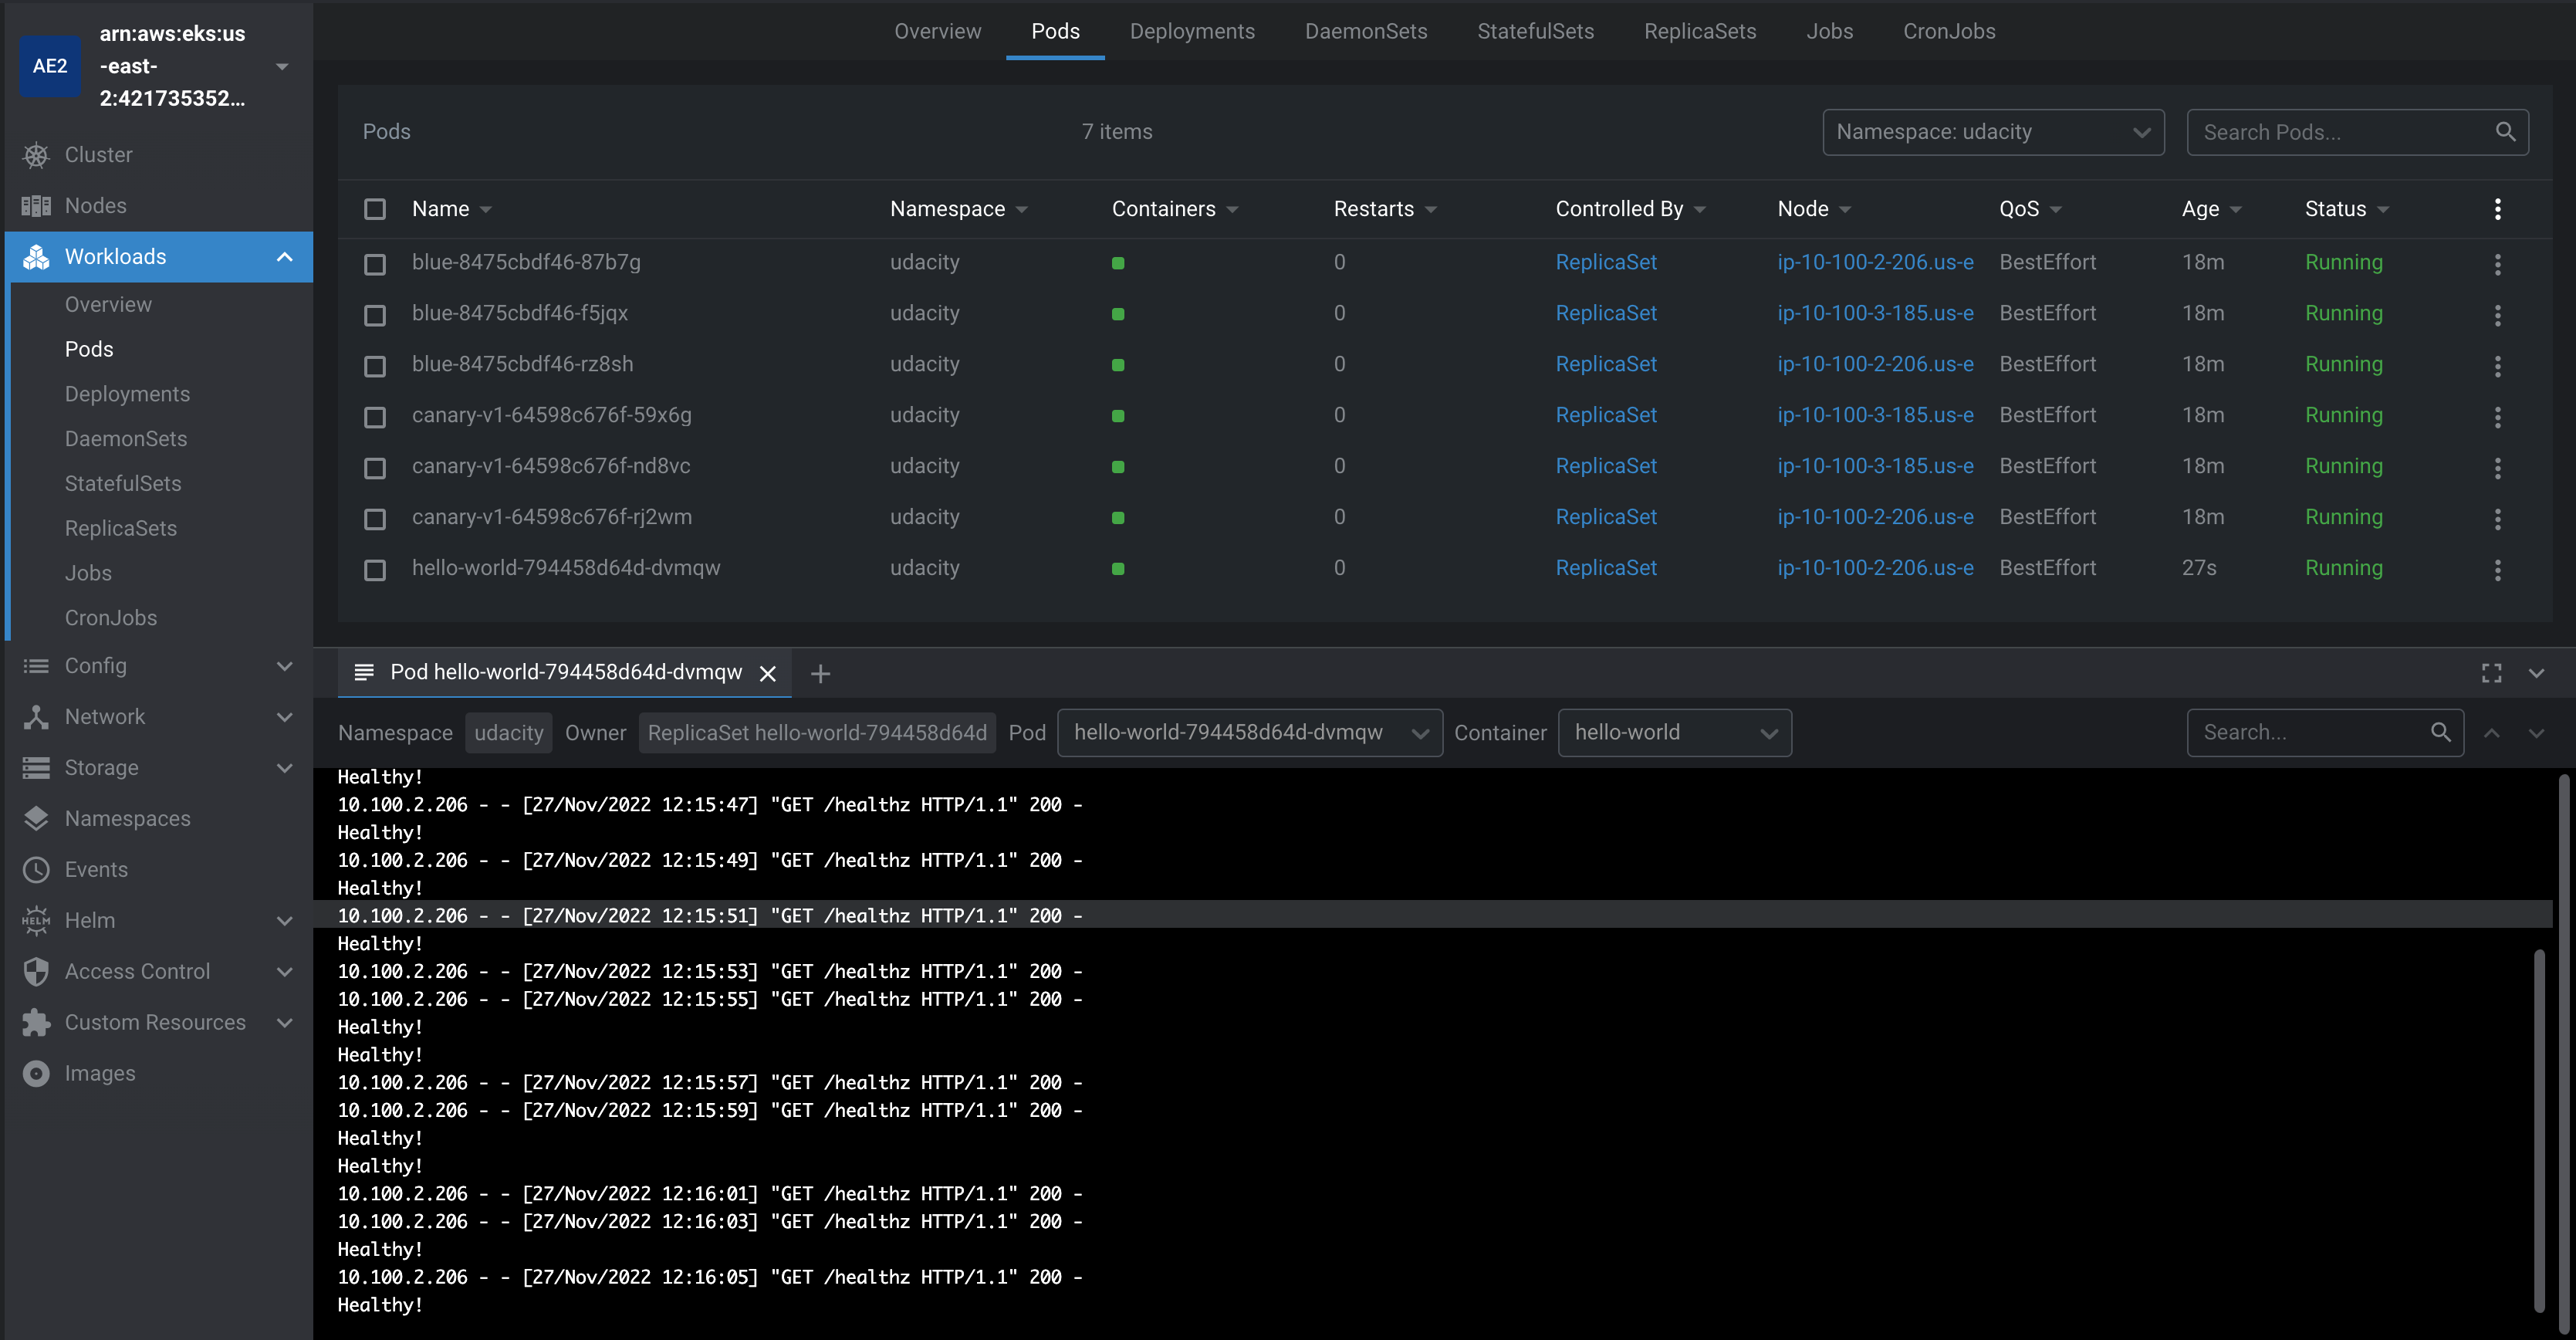 AE2
arn:aws:eks:us
-east-
2:421735352...
Cluster
Nodes
Workloads
Overview
Pods
Deployments
DaemonSets
StatefulSets
ReplicaSets
Jobs
CronJobs
Config
Network
Storage
Namespaces
Events
HELM
Helm
Access Control
Custom Resources
Images
Overview Pods Deployments DaemonSets StatefulSets ReplicaSets Jobs CronJobs
Pods 7 items Namespace: udacity Search Pods...
Name Namespace Containers Restarts Controlled By Node QoS Age Status
blue-8475cbdf46-87b7g udacity 0 ReplicaSet ip-10-100-2-206.us-e BestEffort 18m Running
blue-8475cbdf46-f5jqx udacity 0 ReplicaSet ip-10-100-3-185.us-e BestEffort 18m Running
blue-8475cbdf46-rz8sh udacity 0 ReplicaSet ip-10-100-2-206.us-e BestEffort 18m Running
canary-v1-64598c676f-59x6g udacity 0 ReplicaSet ip-10-100-3-185.us-e BestEffort 18m Running
canary-v1-64598c676f-nd8vc udacity 0 ReplicaSet ip-10-100-3-185.us-e BestEffort 18m Running
canary-v1-64598c676f-rj2wm udacity 0 ReplicaSet ip-10-100-2-206.us-e BestEffort 18m Running
hello-world-794458d64d-dvmqw udacity 0 ReplicaSet ip-10-100-2-206.us-e BestEffort 27s Running
Pod hello-world-794458d64d-dvmqw
Namespace udacity Owner ReplicaSet hello-world-794458d64d Pod hello-world-794458d64d-dvmqw Container hello-world Search...
Healthy!
10.100.2.206 - - [27/Nov/2022 12:15:47] "GET /healthz HTTP/1.1" 200 -
Healthy!
10.100.2.206 - - [27/Nov/2022 12:15:49] "GET /healthz HTTP/1.1" 200 -
Healthy!
10.100.2.206 - - [27/Nov/2022 12:15:51] "GET /healthz HTTP/1.1" 200 -
Healthy!
10.100.2.206 - - [27/Nov/2022 12:15:53] "GET /healthz HTTP/1.1" 200 -
10.100.2.206 - - [27/Nov/2022 12:15:55] "GET /healthz HTTP/1.1" 200 -
Healthy!
Healthy!
10.100.2.206 - - [27/Nov/2022 12:15:57] "GET /healthz HTTP/1.1" 200 -
10.100.2.206 - - [27/Nov/2022 12:15:59] "GET /healthz HTTP/1.1" 200 -
Healthy!
Healthy!
10.100.2.206 - - [27/Nov/2022 12:16:01] "GET /healthz HTTP/1.1" 200 -
10.100.2.206 - - [27/Nov/2022 12:16:03] "GET /healthz HTTP/1.1" 200 -
Healthy!
10.100.2.206 - - [27/Nov/2022 12:16:05] "GET /healthz HTTP/1.1" 200 -
Healthy!